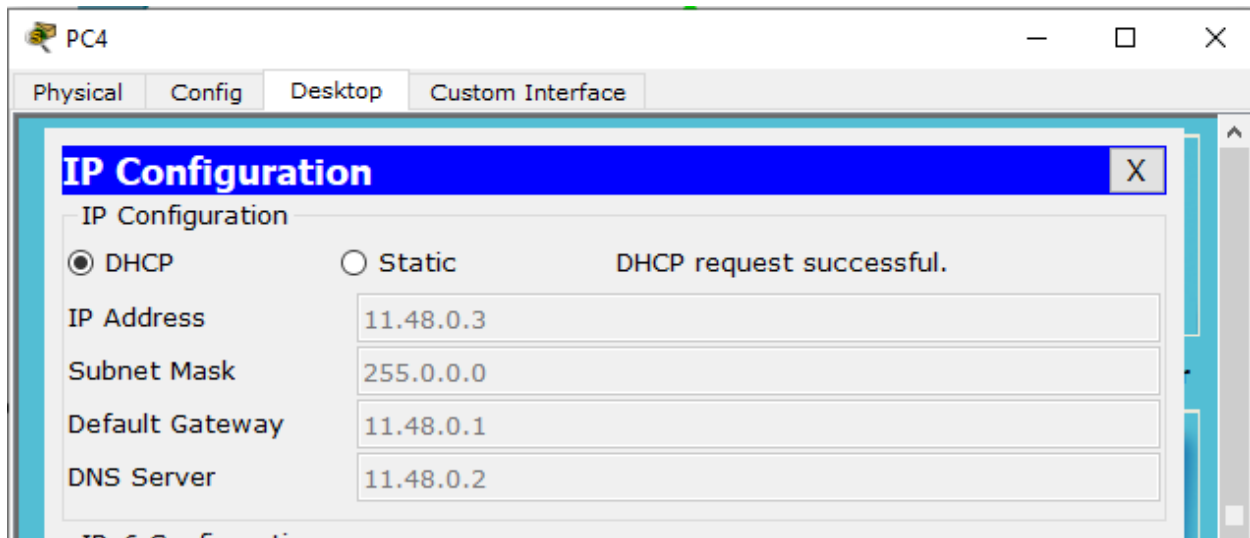 PC4
Physical Config Desktop Custom Interface
IP Configuration X
IP Configuration
DHCP Static DHCP request successful.
IP Address 11.48.0.3
Subnet Mask 255.0.0.0
Default Gateway 11.48.0.1
DNS Server 11.48.0.2